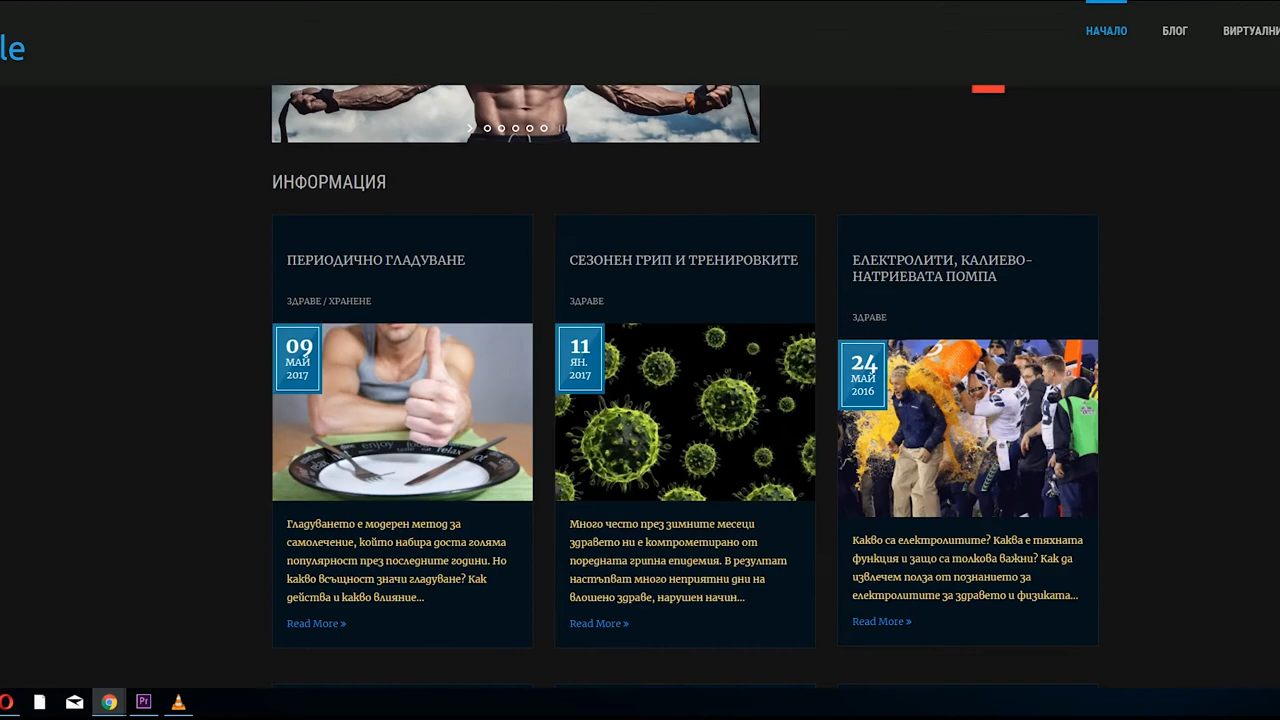 le
НАЧАЛО
БЛОГ
ВИРТУАЛНИ
ИНФОРМАЦИЯ
ПЕРИОДИЧНО ГЛАДУВАНЕ
ЗДРАВЕ / ХРАНЕНЕ
09
МАЙ
2017
enjoy
relax
Гладуването е модерен метод за
самолечение, който набира доста голяма
популярност през последните години. Но
какво всъщност значи гладуване? Как
действа и какво влияние...
Read More »
СЕЗОНЕН ГРИП И ТРЕНИРОВКИТЕ
ЗДРАВЕ
11
ЯН.
2017
Много често през зимните месеци
здравето ни е компрометирано от
поредната грипна епидемия. В резултат
настъпват много неприятни дни на
влошено здраве, нарушен начин...
Read More »
ЕЛЕКТРОЛИТИ, КАЛИЕВО-
НАТРИЕВАТА ПОМПА
ЗДРАВЕ
24
МАЙ
2016
Какво са електролитите? Каква е тяхната
функция и защо са толкова важни? Как да
извлечем полза от познанието за
електролитите за здравето и физиката...
Read More »
Pr